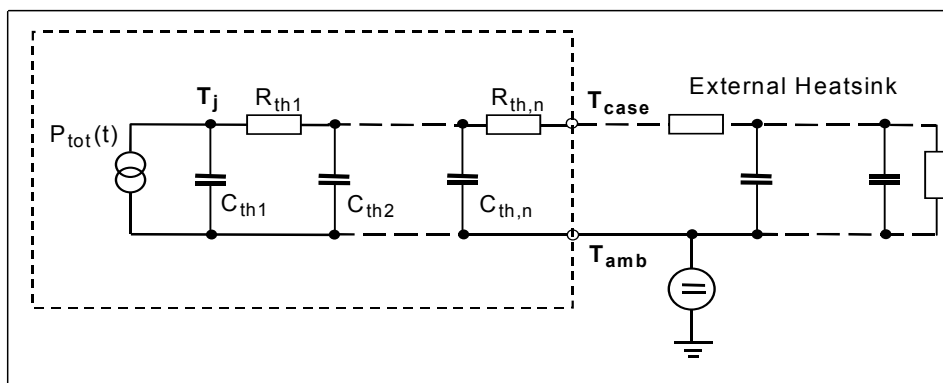 External Heatsink
T_j
R_th1
R_th,n
T_case
P_tot(t)
C_th1
C_th2
C_th,n
T_amb